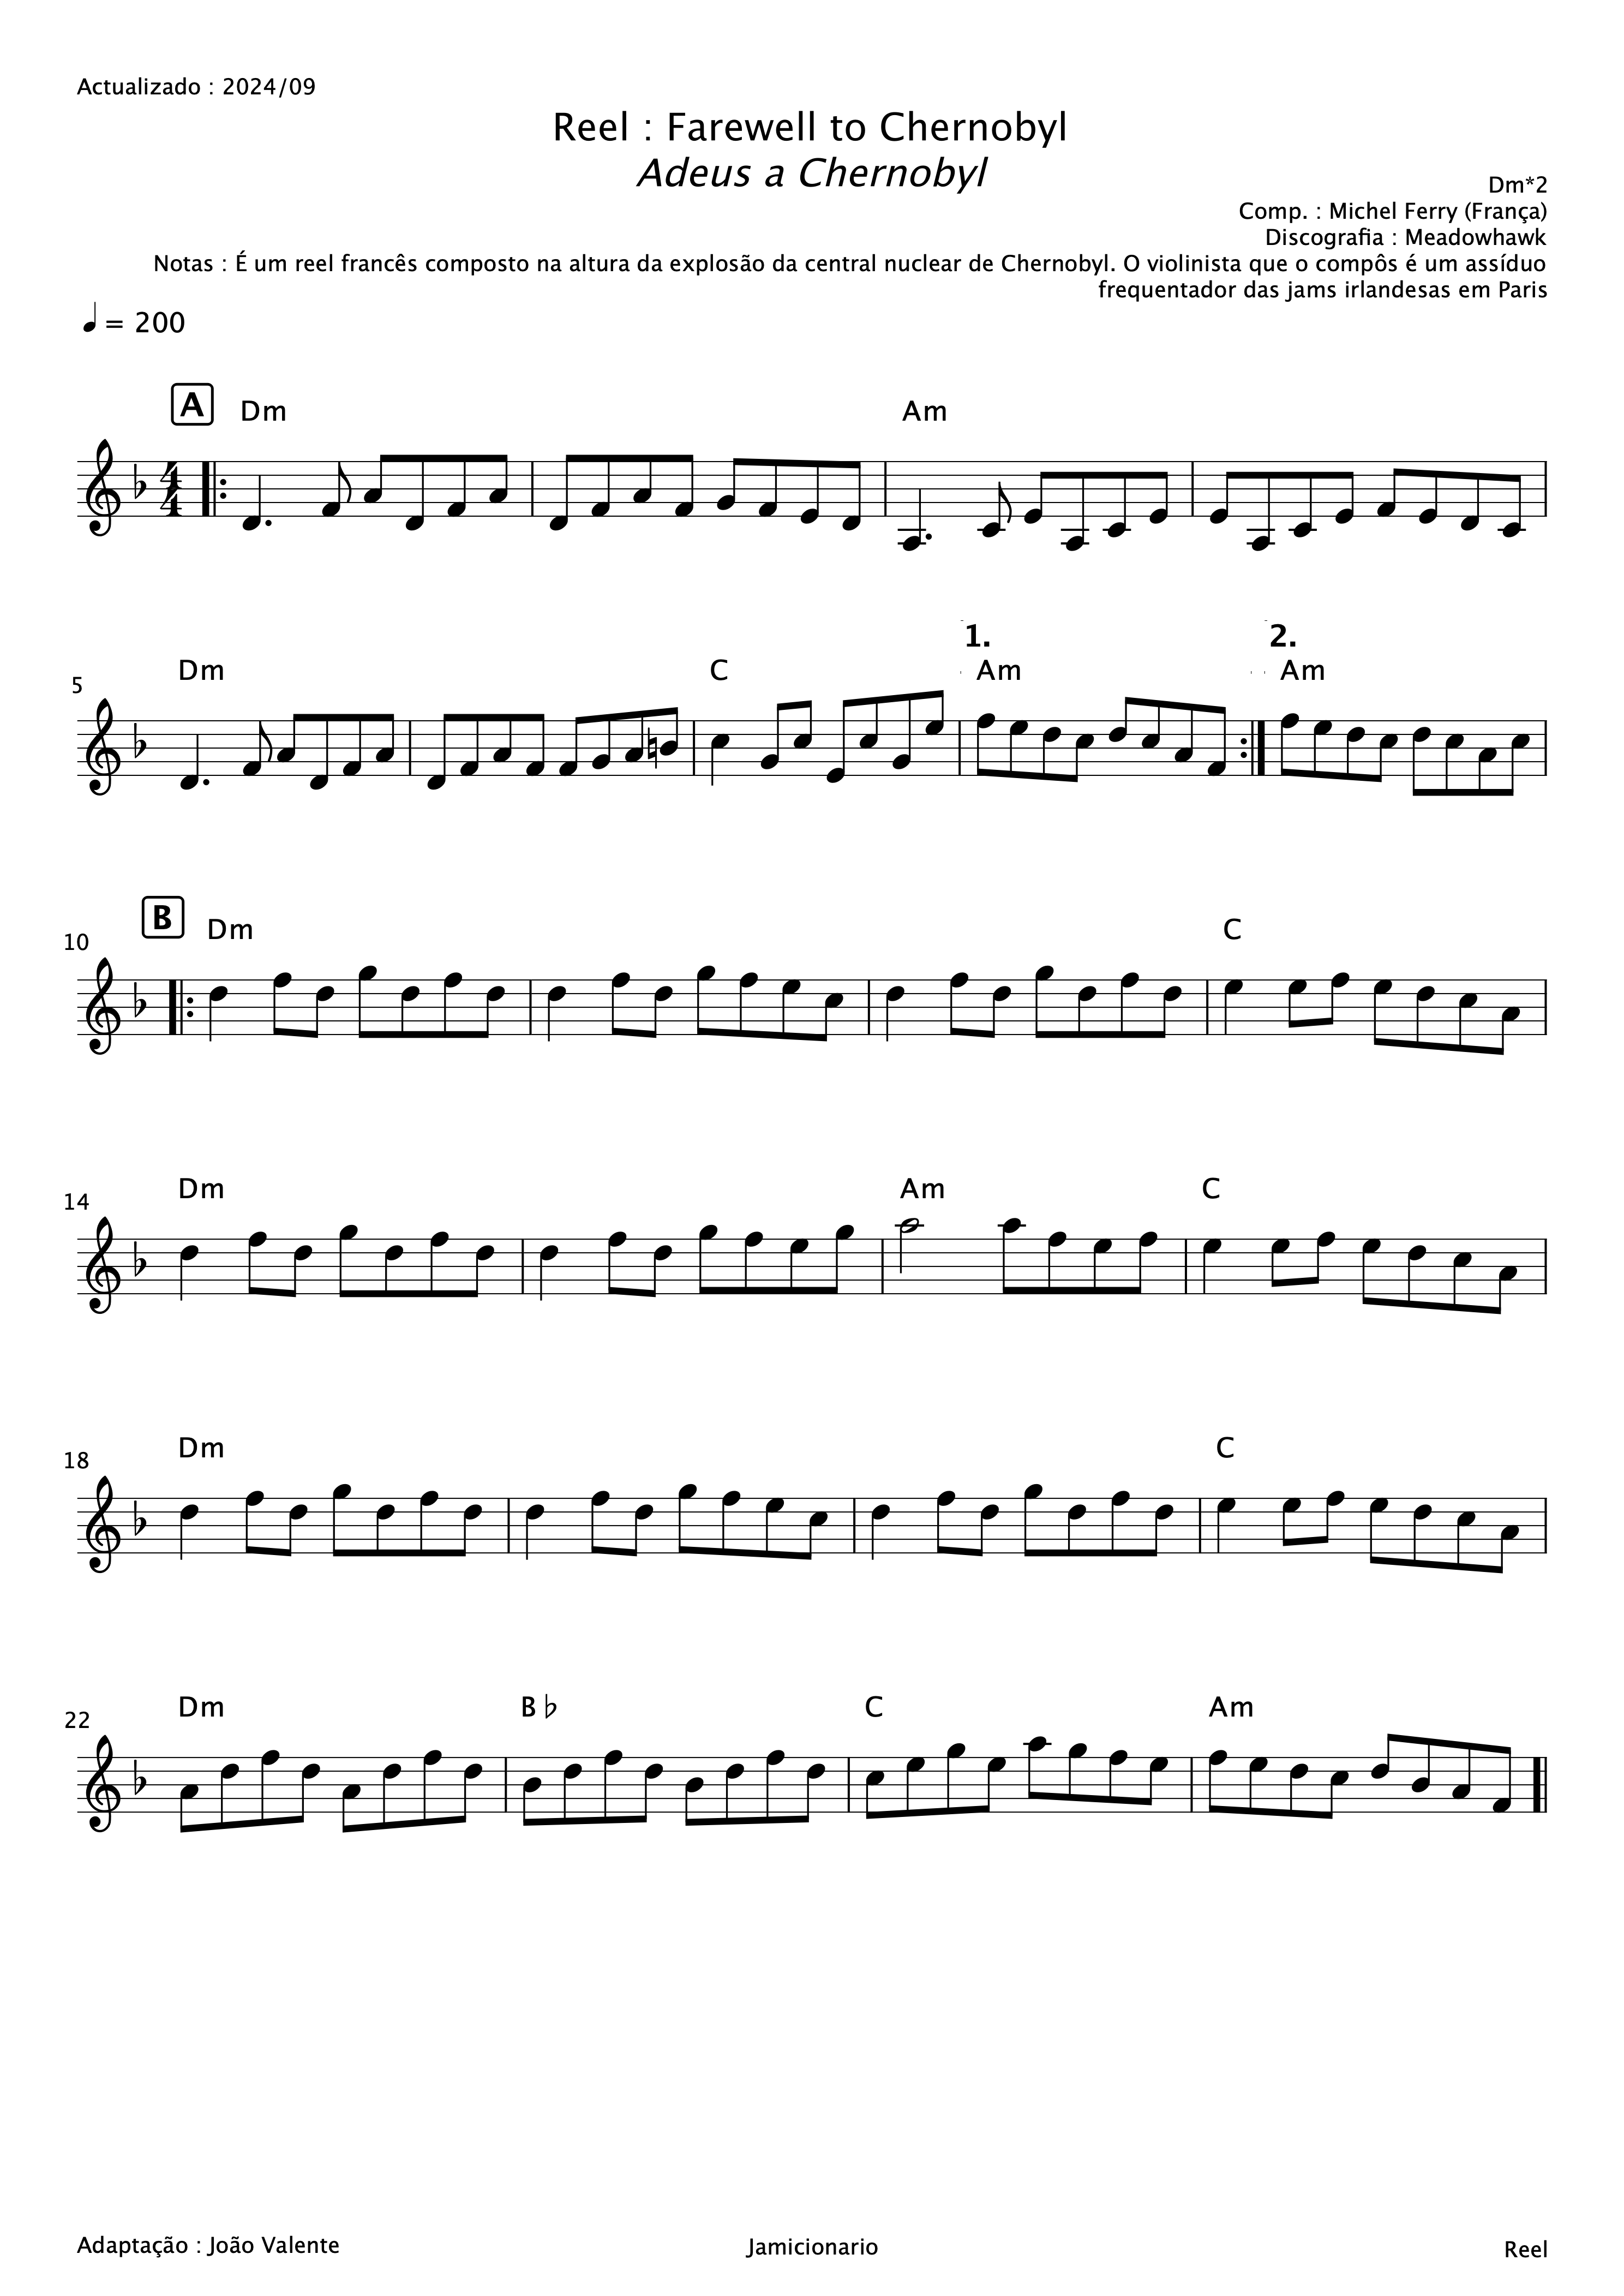 Actualizado : 2024/09
Reel : Farewell to Chernobyl
Adeus a Chernobyl
Dm*2
Comp. : Michel Ferry (França)
Discografia : Meadowhawk
Notas : É um reel francês composto na altura da explosão da central nuclear de Chernobyl. O violinista que o compôs é um assíduo
frequentador das jams irlandesas em Paris
= 200
A Dm Am
4
4
1. 2.
5 Dm C Am Am
10 B Dm C
14 Dm Am C
18 Dm C
22 Dm B♭ C Am
Adaptação : João Valente Jamicionario Reel